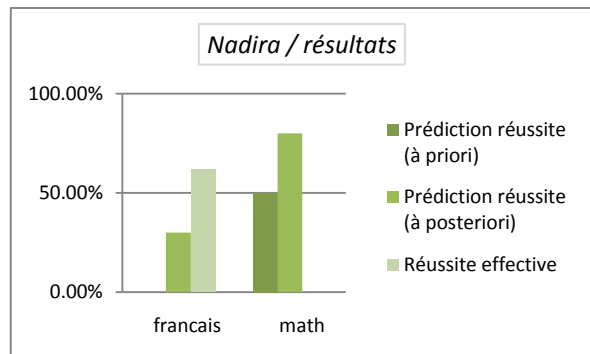 Nadira / résultats
100.00%
50.00%
0.00%
francais
math
Prédiction réussite
(à priori)
Prédiction réussite
(à posteriori)
Réussite effective